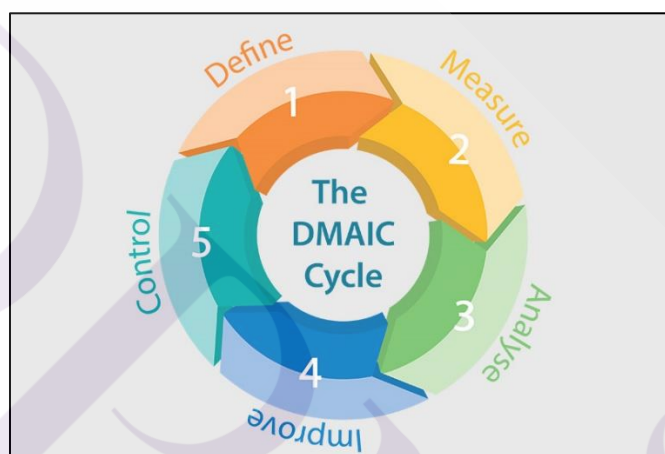 Define
1
Measure
2
Analyse
3
Improve
4
Control
5
The
DMAIC
Cycle